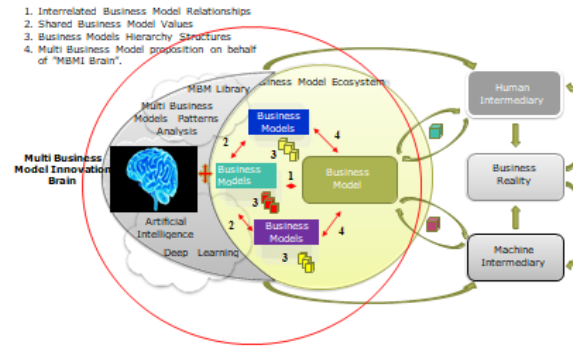 1. Interrelated Business Model Relationships
2. Shared Business Model Values
3. Business Models Hierarchy Structures
4. Multi Business Model proposition on behalf
of "MBMI Brain".
MBM Library
usiness Model Ecosystem
Multi Business
Models Patterns
Analysis
Multi Business
Model Innovation
Brain
Artificial
Intelligence
Deep Learning
Business
Models
2
3
4
Business
Models
1
Business
Model
3
2
Business
Models
4
3
Human
Intermediary
Business
Reality
Machine
Intermediary